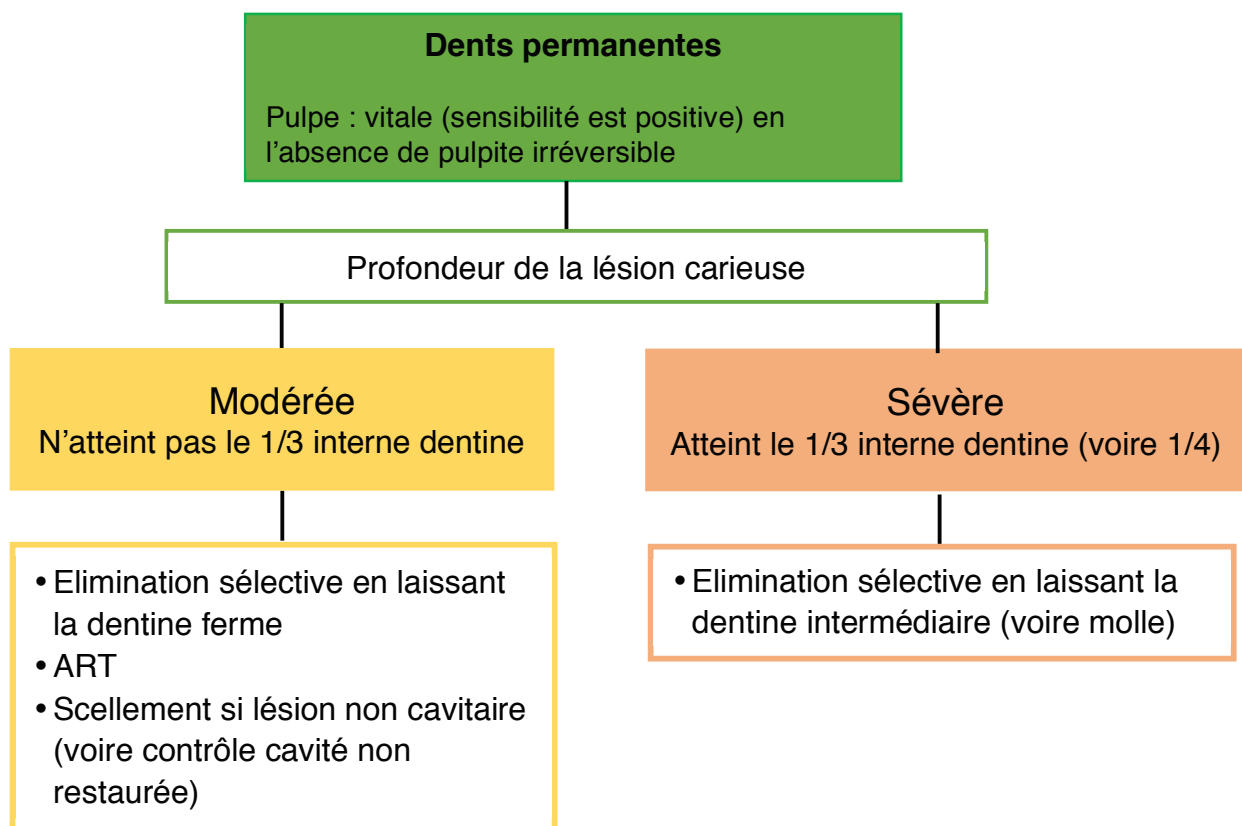 Dents permanentes
Pulpe : vitale (sensibilité est positive) en
l'absence de pulpite irréversible
Profondeur de la lésion carieuse
Modérée
N'atteint pas le 1/3 interne dentine
Sévère
Atteint le 1/3 interne dentine (voire 1/4)
• Elimination sélective en laissant
la dentine ferme
• ART
• Scellement si lésion non cavitaire
(voire contrôle cavité non
restaurée)
• Elimination sélective en laissant la
dentine intermédiaire (voire molle)